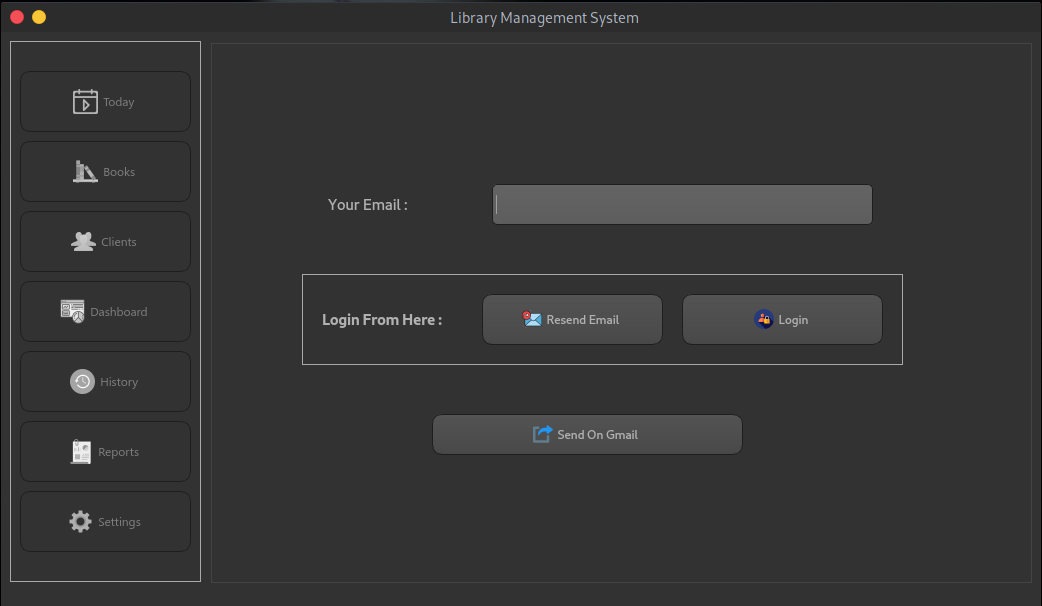 Library Management System
Today
Books
Clients
Dashboard
History
Reports
Settings
Your Email :
Login From Here :
Resend Email
Login
Send On Gmail